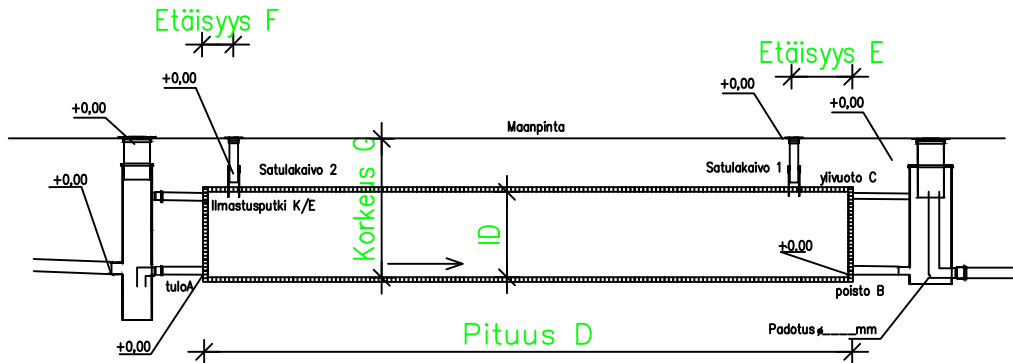 Etäisyys F
Etäisyys E
+0,00
+0,00
+0,00
+0,00
Maanpinta
Satulakaivo 2
Korkeus G
Satulakaivo 1
ylivuoto C
+0,00
Ilmastusputki K/E
ID
+0,00
tuloA
poisto B
+0,00
Pituus D
Padotus ø____mm